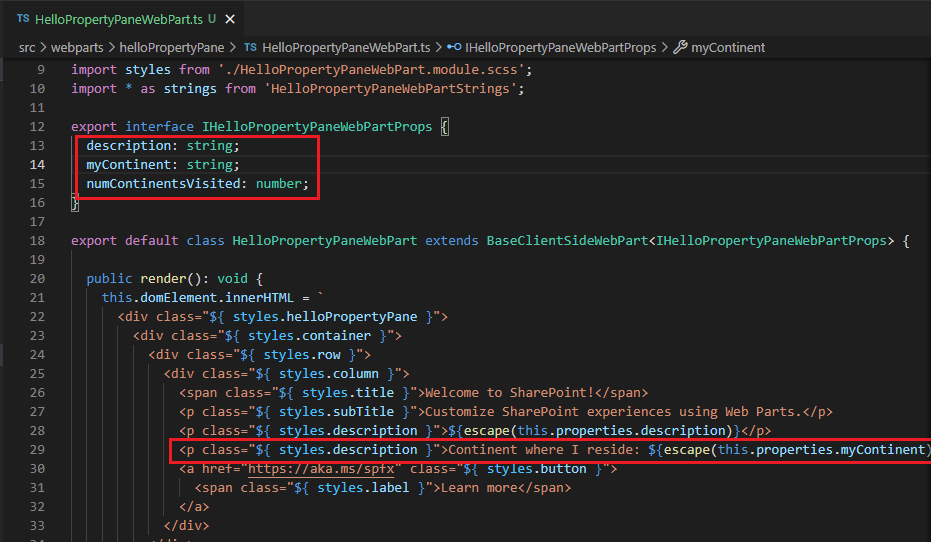 TS HelloPropertyPaneWebPart.ts U ×
src > webparts > helloPropertyPane > TS HelloPropertyPaneWebPart.ts > IHelloPropertyPaneWebPartProps > myContinent
9 import styles from './HelloPropertyPaneWebPart.module.scss';
10 import * as strings from 'HelloPropertyPaneWebPartStrings';
11
12 export interface IHelloPropertyPaneWebPartProps {
13 description: string;
14 myContinent: string;
15 numContinentsVisited: number;
16 }
17
18 export default class HelloPropertyPaneWebPart extends BaseClientSideWebPart<IHelloPropertyPaneWebPartProps> {
19
20 public render(): void {
21 this.domElement.innerHTML = `
22 <div class="${ styles.helloPropertyPane }">
23 <div class="${ styles.container }">
24 <div class="${ styles.row }">
25 <div class="${ styles.column }">
26 <span class="${ styles.title }">Welcome to SharePoint!</span>
27 <p class="${ styles.subTitle }">Customize SharePoint experiences using Web Parts.</p>
28 <p class="${ styles.description }">${escape(this.properties.description)}</p>
29 <p class="${ styles.description }">Continent where I reside: ${escape(this.properties.myContinent)
30 <a href="https://aka.ms/spfx" class="${ styles.button }">
31 <span class="${ styles.label }">Learn more</span>
32 </a>
33 </div>